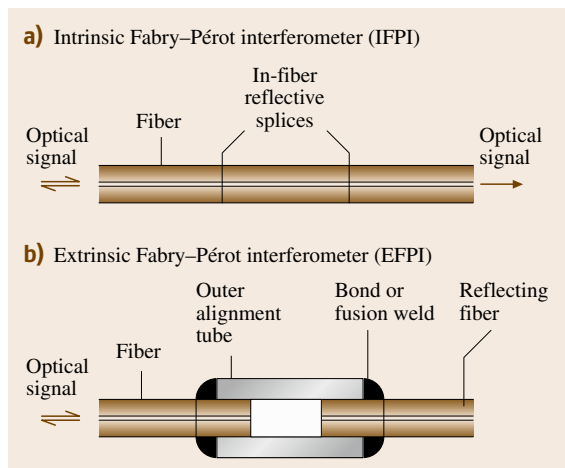 a) Intrinsic Fabry–Pérot interferometer (IFPI)
In-fiber
reflective
splices
Fiber
Optical
signal
Optical
signal
b) Extrinsic Fabry–Pérot interferometer (EFPI)
Outer
alignment
tube
Bond or
fusion weld
Reflecting
fiber
Fiber
Optical
signal